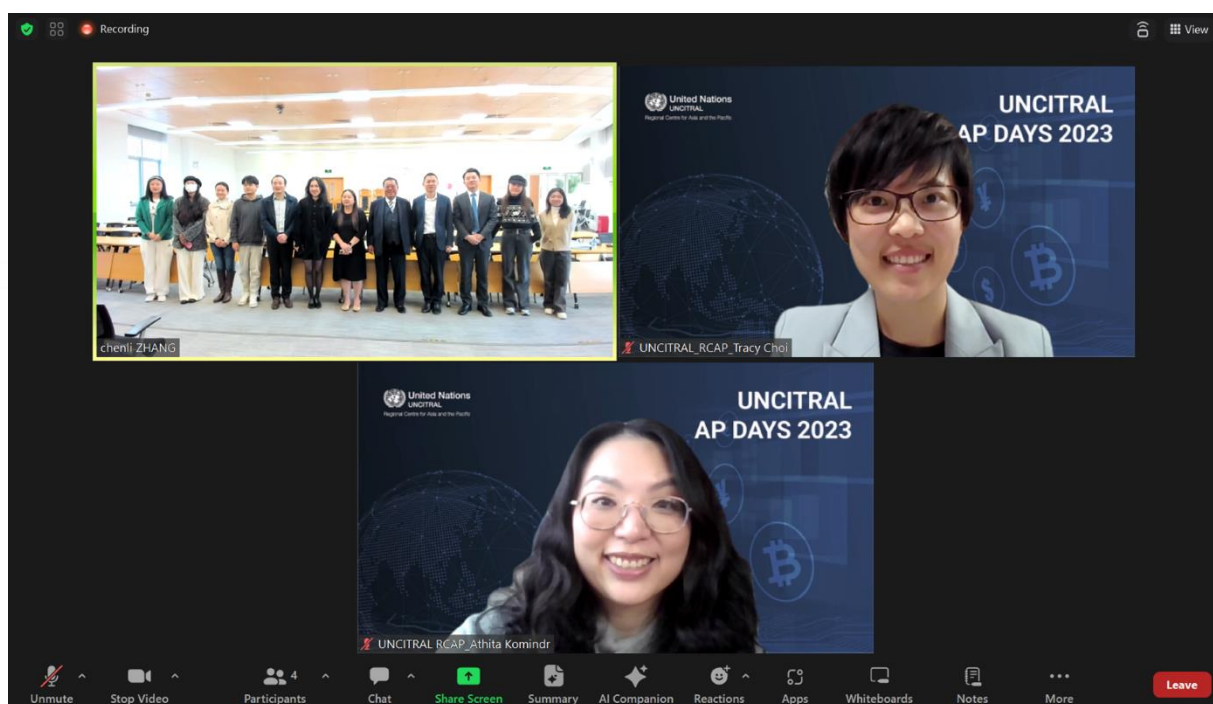 Recording
View
United Nations
UNCITRAL
Regional Centre for Asia and the Pacific
UNCITRAL
AP DAYS 2023
chenli ZHANG
UNCITRAL_RCAP_Tracy Choi
United Nations
UNCITRAL
Regional Centre for Asia and the Pacific
UNCITRAL
AP DAYS 2023
UNCITRAL RCAP_Athita Komindr
4
Unmute
Stop Video
Participants
Chat
Share Screen
Summary
AI Companion
Reactions
Apps
Whiteboards
Notes
More
Leave